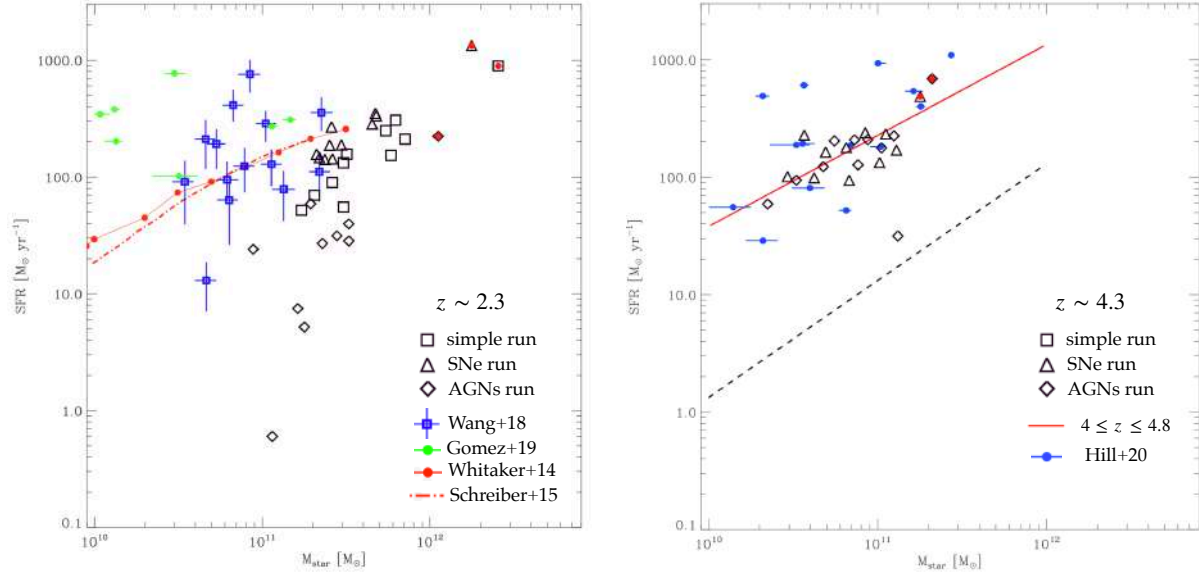 1000.0
100.0
10.0
1.0
0.1
SFR [M⊙ yr⁻¹]
10¹⁰
10¹¹
10¹²
M_star [M⊙]
z ∼ 2.3
simple run
SNe run
AGNs run
Wang+18
Gomez+19
Whitaker+14
Schreiber+15
1000.0
100.0
10.0
1.0
0.1
SFR [M⊙ yr⁻¹]
10¹⁰
10¹¹
10¹²
M_star [M⊙]
z ∼ 4.3
simple run
SNe run
AGNs run
4 ≤ z ≤ 4.8
Hill+20